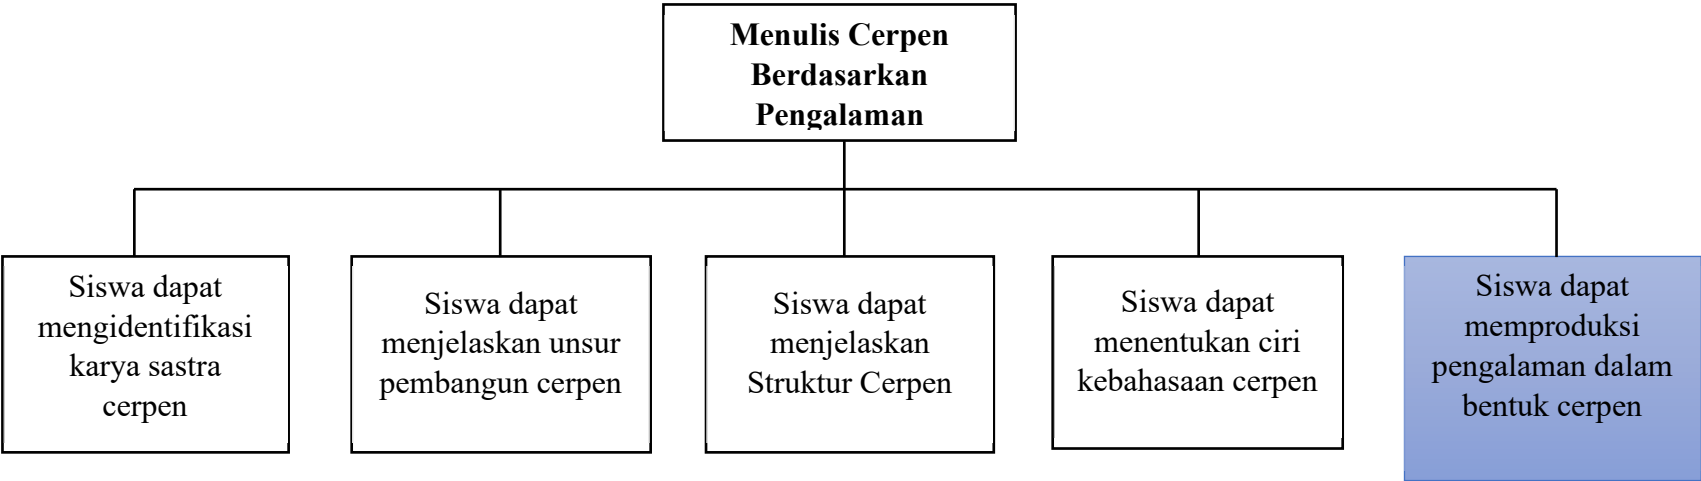 Menulis Cerpen
Berdasarkan
Pengalaman
Siswa dapat
mengidentifikasi
karya sastra
cerpen
Siswa dapat
menjelaskan unsur
pembangun cerpen
Siswa dapat
menjelaskan
Struktur Cerpen
Siswa dapat
menentukan ciri
kebahasaan cerpen
Siswa dapat
memproduksi
pengalaman dalam
bentuk cerpen